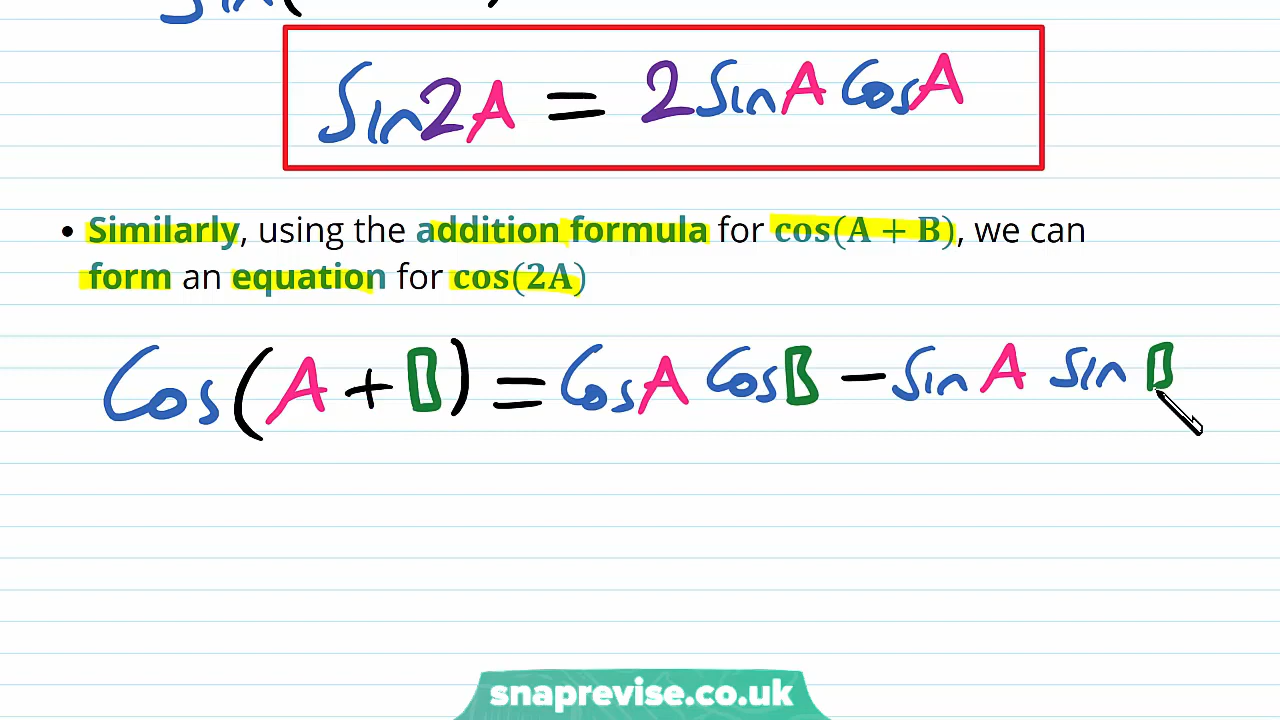 Sin(
Sin2A = 2SinA CosA
• Similarly, using the addition formula for cos(A + B), we can
form an equation for cos(2A)
Cos(A + B) = CosA CosB − SinA SinB
snaprevise.co.uk